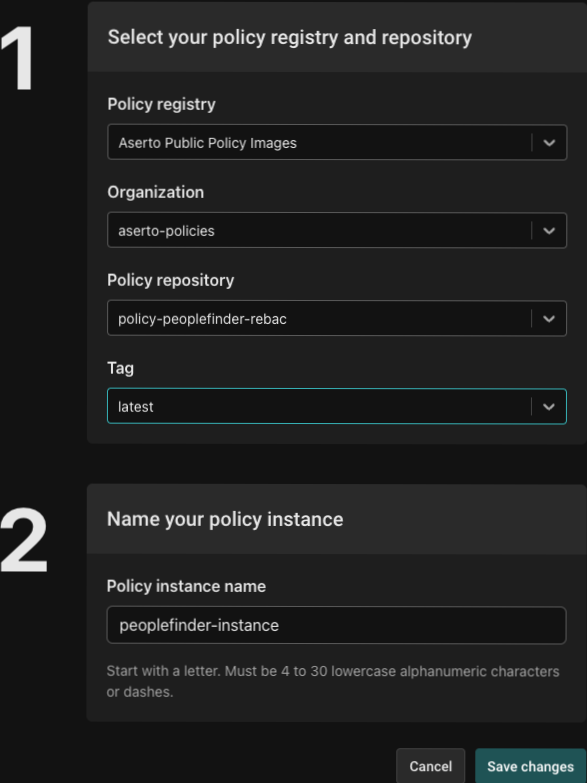 1
Select your policy registry and repository
Policy registry
Aserto Public Policy Images
Organization
aserto-policies
Policy repository
policy-peoplefinder-rebac
Tag
latest
2
Name your policy instance
Policy instance name
peoplefinder-instance
Start with a letter. Must be 4 to 30 lowercase alphanumeric characters
or dashes.
Cancel
Save changes